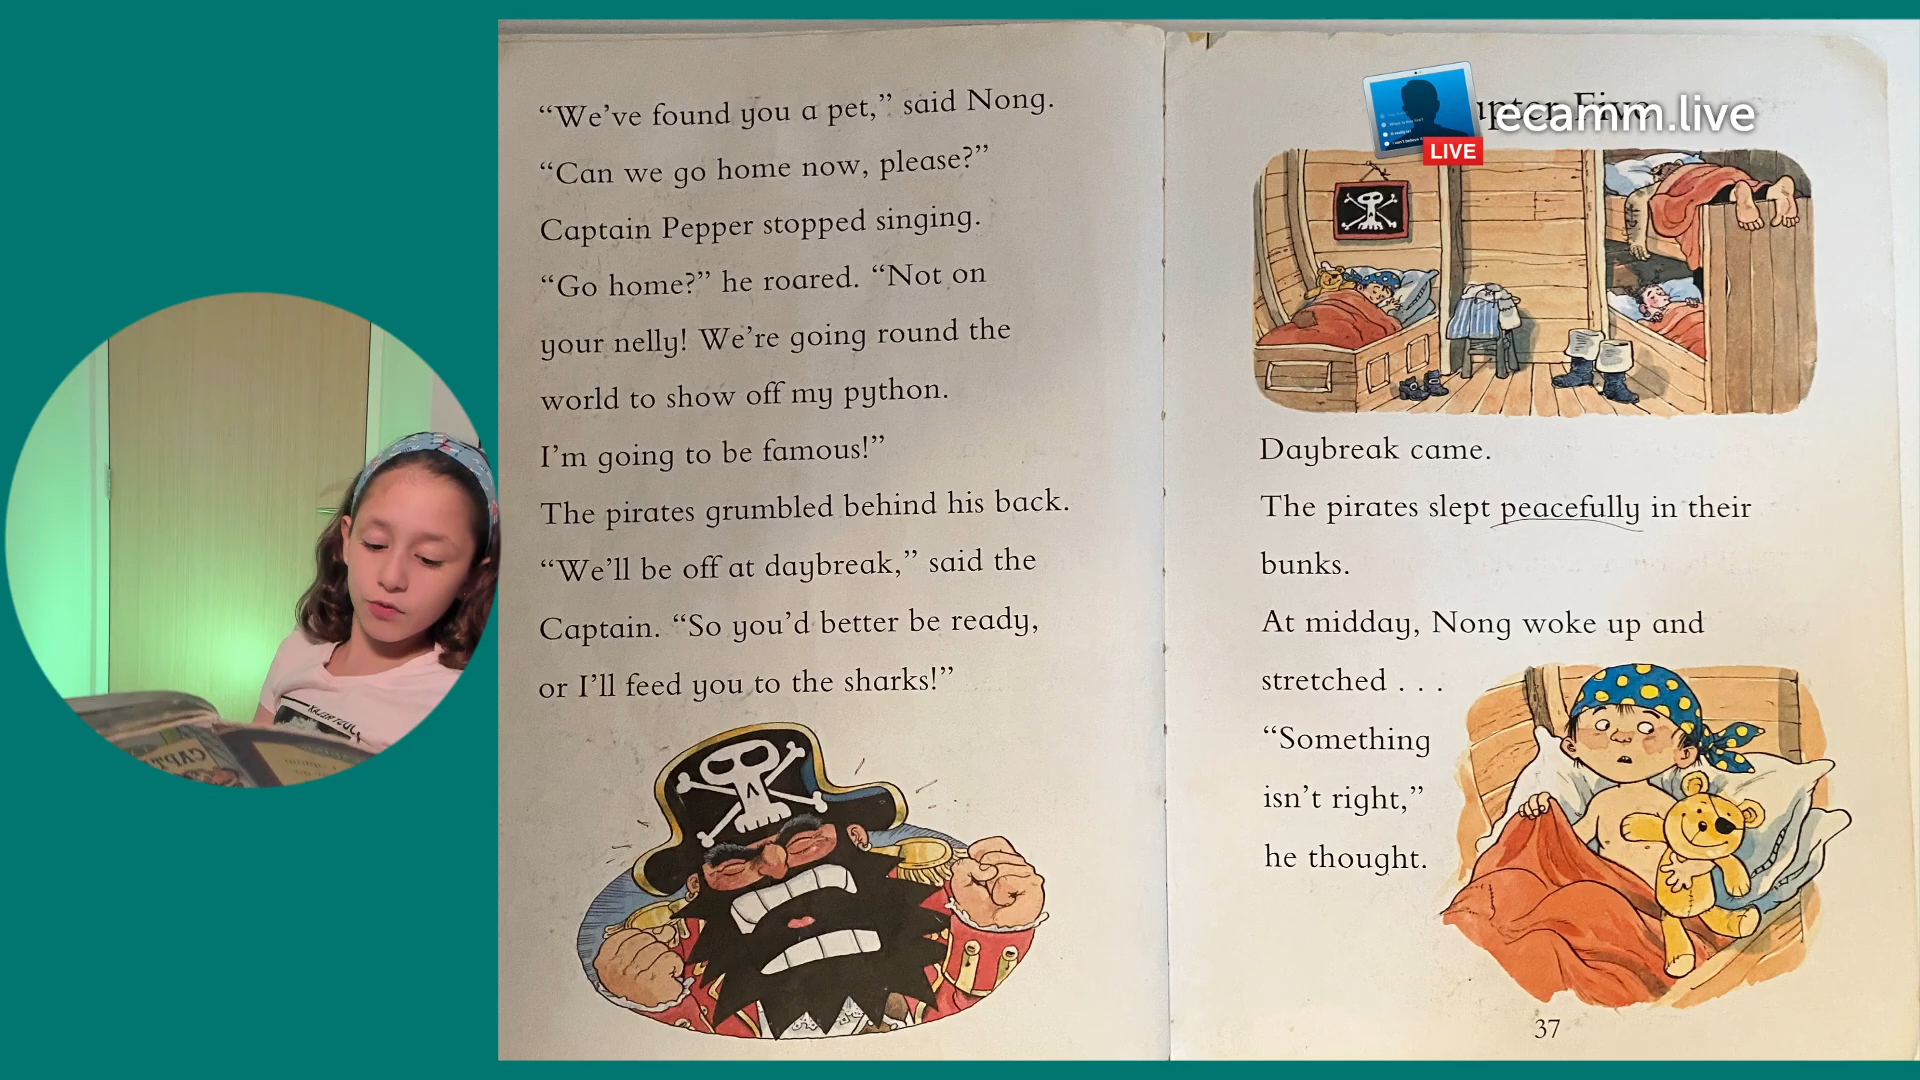 “We’ve found you a pet,” said Nong.
“Can we go home now, please?”
Captain Pepper stopped singing.
“Go home?” he roared. “Not on
your nelly! We’re going round the
world to show off my python.
I’m going to be famous!”
The pirates grumbled behind his back.
“We’ll be off at daybreak,” said the
Captain. “So you’d better be ready,
or I’ll feed you to the sharks!”
Five
ecamm.live
LIVE
Daybreak came.
The pirates slept peacefully in their
bunks.
At midday, Nong woke up and
stretched . . .
“Something
isn’t right,”
he thought.
37